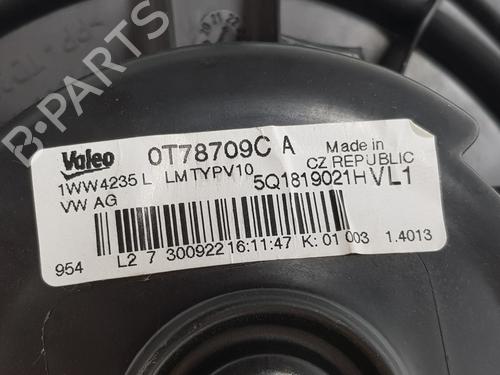 Valeo 0T78709C A Made in
CZ REPUBLIC
1WW4235 L LM TYPV10
5Q1819021H VL1
VW AG
954 L2 7 300922 16:11:47 K: 01 003 1.4013
B-Parts